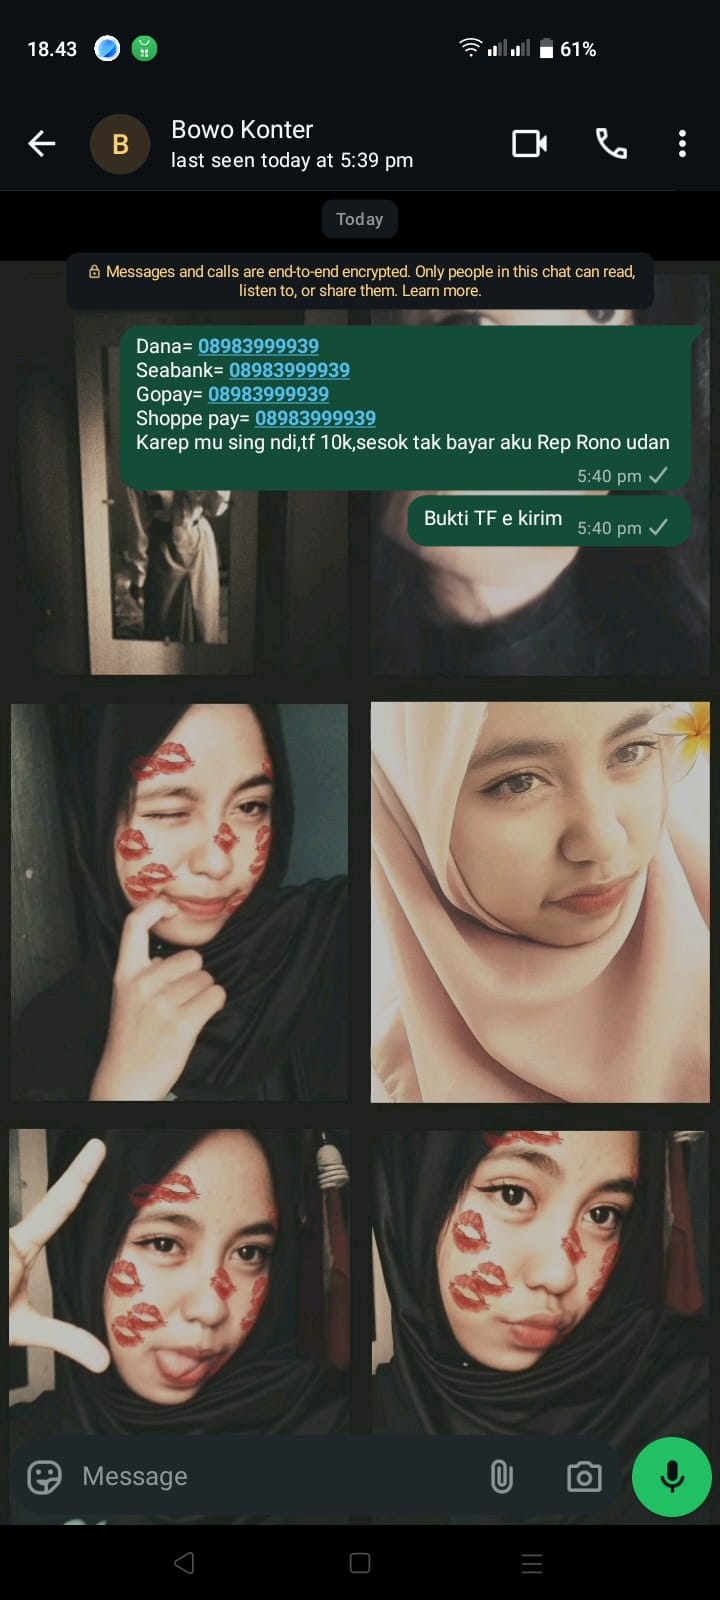 18.43
61%
B
Bowo Konter
last seen today at 5:39 pm
Today
Messages and calls are end-to-end encrypted. Only people in this chat can read,
listen to, or share them. Learn more.
Dana= 08983999939
Seabank= 08983999939
Gopay= 08983999939
Shoppe pay= 08983999939
Karep mu sing ndi,tf 10k,sesok tak bayar aku Rep Rono udan
5:40 pm
Bukti TF e kirim
5:40 pm
Message